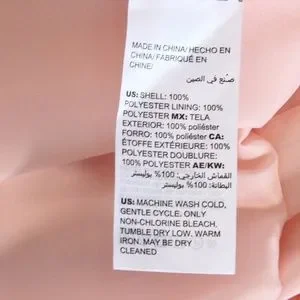 MADE IN CHINA/ HECHO EN
CHINA/ FABRIQUÉ EN
CHINE/
صنع في الصين
US: SHELL: 100%
POLYESTER LINING: 100%
POLYESTER MX: TELA
EXTERIOR: 100% poliéster
FORRO: 100% poliéster CA:
ÉTOFFE EXTÉRIEURE: 100%
POLYESTER DOUBLURE:
100% POLYESTER AE/KW:
القماش الخارجي: 100% بوليستر
البطانة: 100% بوليستر
US: MACHINE WASH COLD,
GENTLE CYCLE. ONLY
NON-CHLORINE BLEACH,
TUMBLE DRY LOW. WARM
IRON. MAY BE DRY
CLEANED